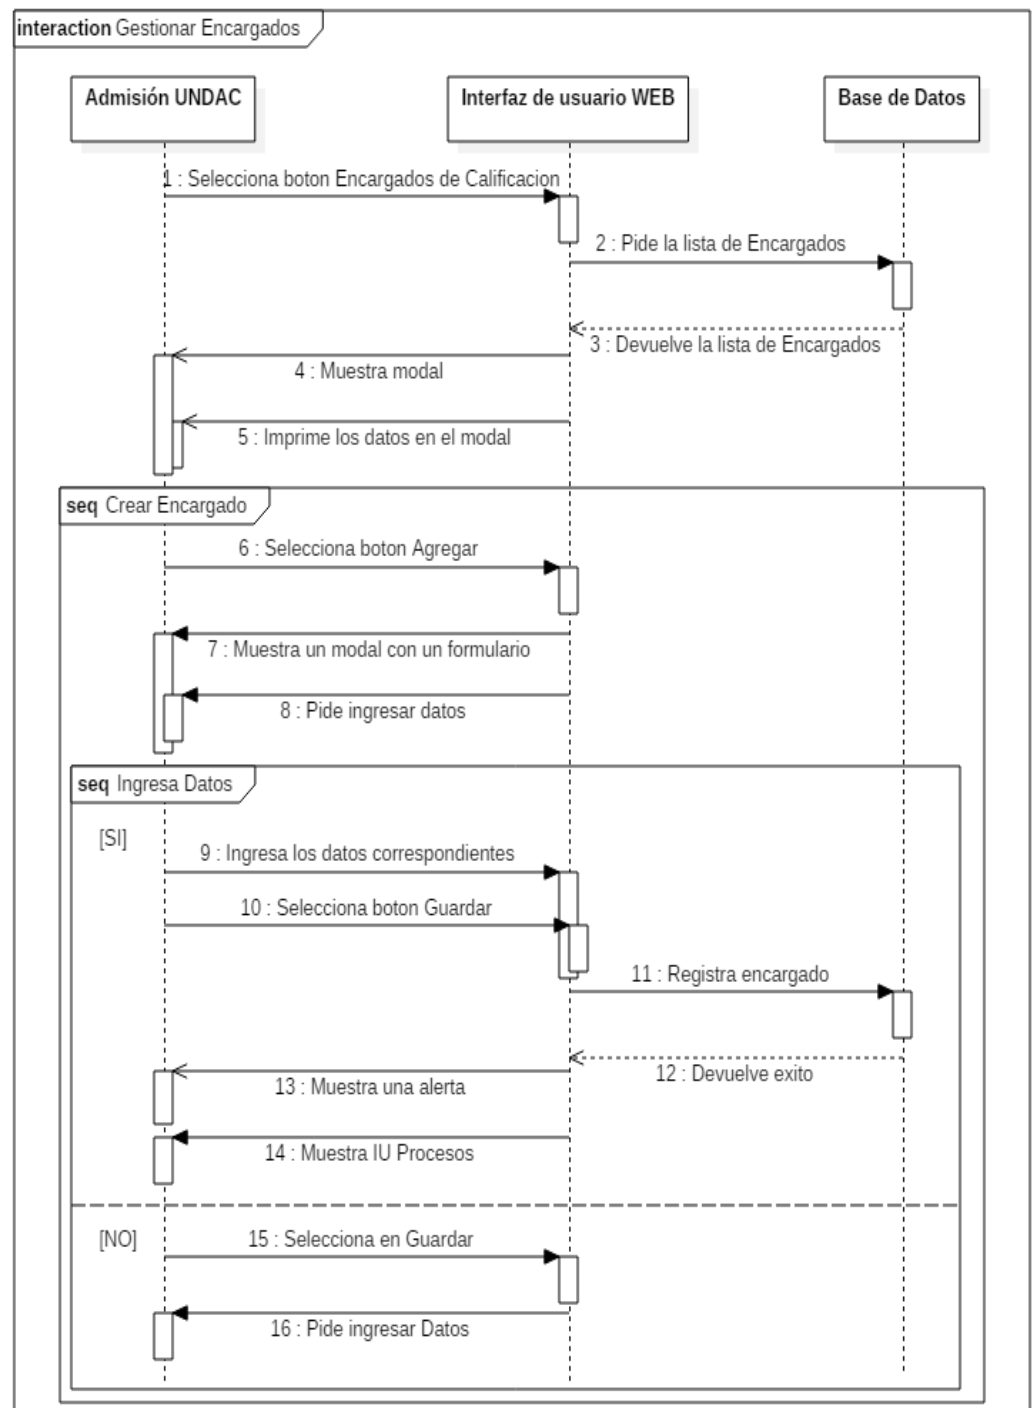 interaction Gestionar Encargados
Admisión UNDAC
Interfaz de usuario WEB
Base de Datos
1 : Selecciona boton Encargados de Calificacion
2 : Pide la lista de Encargados
3 : Devuelve la lista de Encargados
4 : Muestra modal
5 : Imprime los datos en el modal
seq Crear Encargado
6 : Selecciona boton Agregar
7 : Muestra un modal con un formulario
8 : Pide ingresar datos
seq Ingresa Datos
[SI]
9 : Ingresa los datos correspondientes
10 : Selecciona boton Guardar
11 : Registra encargado
12 : Devuelve exito
13 : Muestra una alerta
14 : Muestra IU Procesos
[NO]
15 : Selecciona en Guardar
16 : Pide ingresar Datos